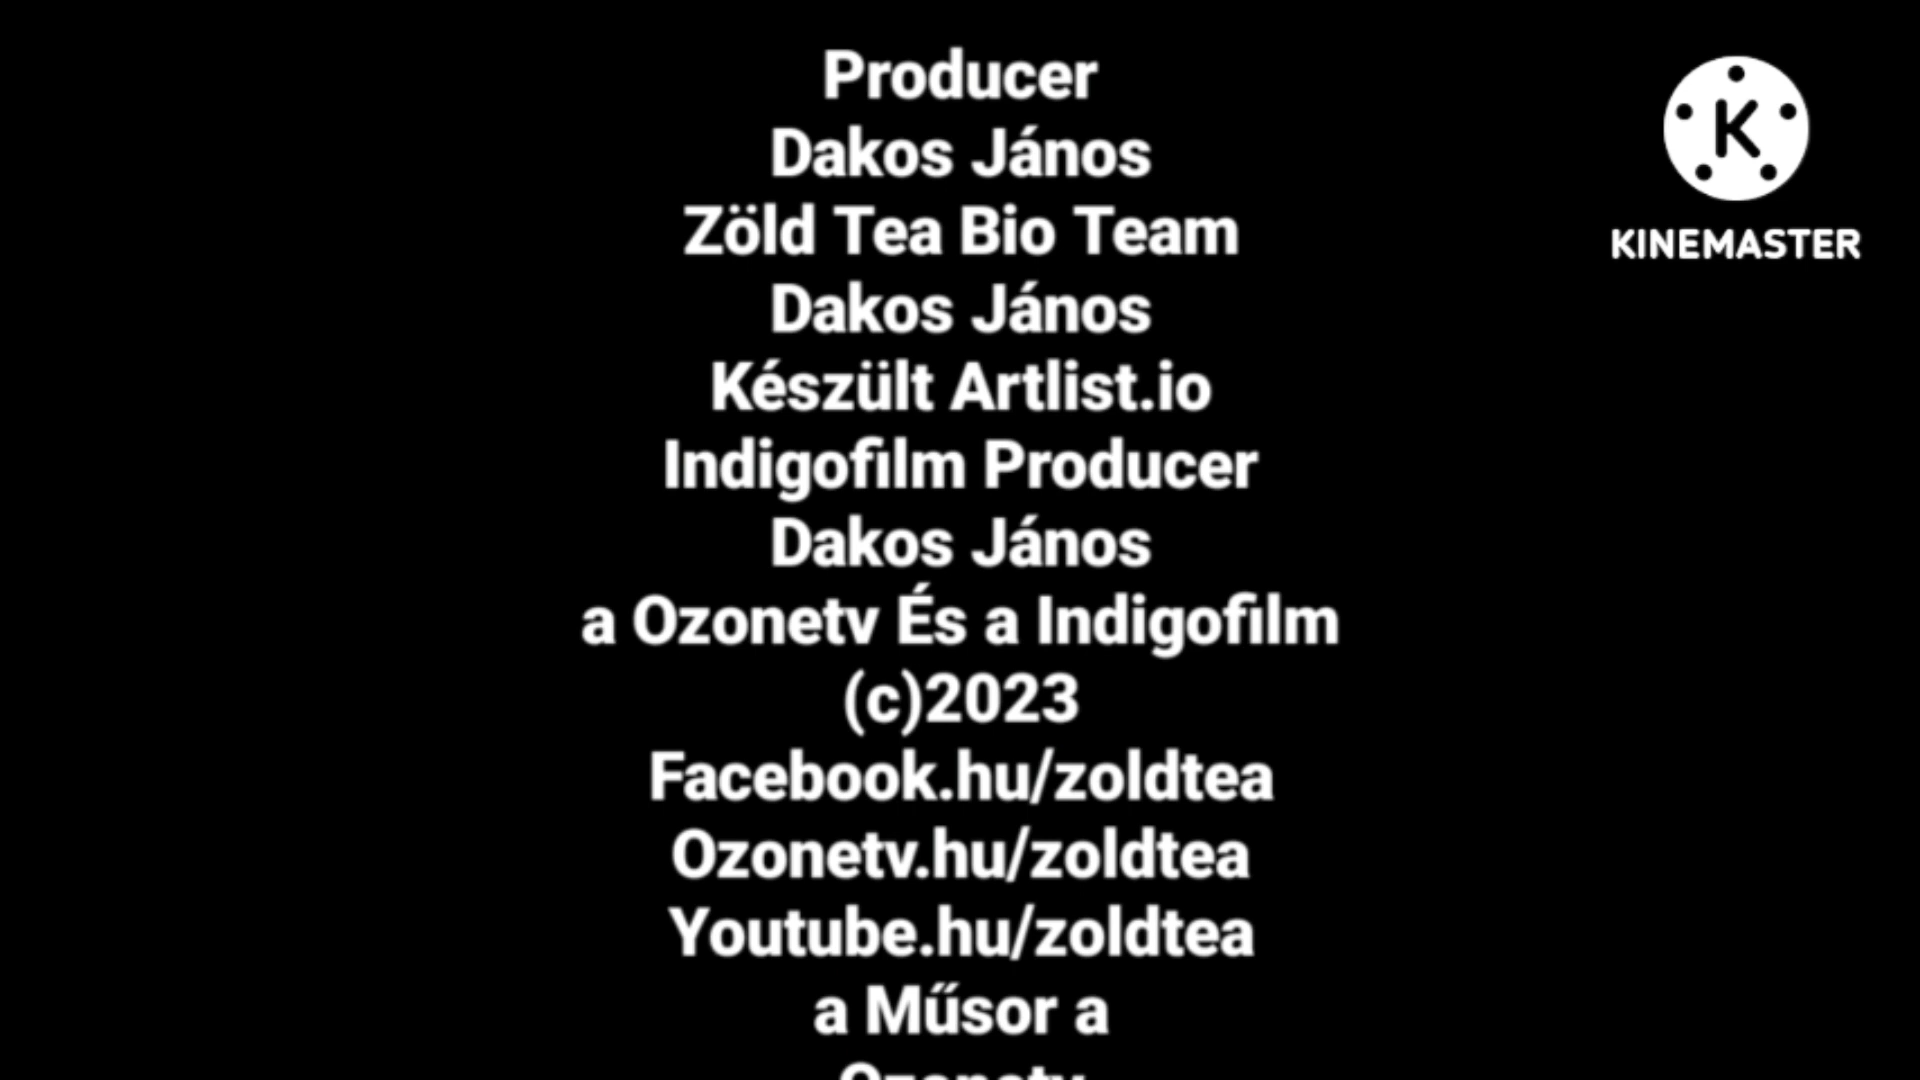 Producer
Dakos János
Zöld Tea Bio Team
Dakos János
Készült Artlist.io
Indigofilm Producer
Dakos János
a Ozonetv És a Indigofilm
(c)2023
Facebook.hu/zoldtea
Ozonetv.hu/zoldtea
Youtube.hu/zoldtea
a Műsor a
K
KINEMASTER